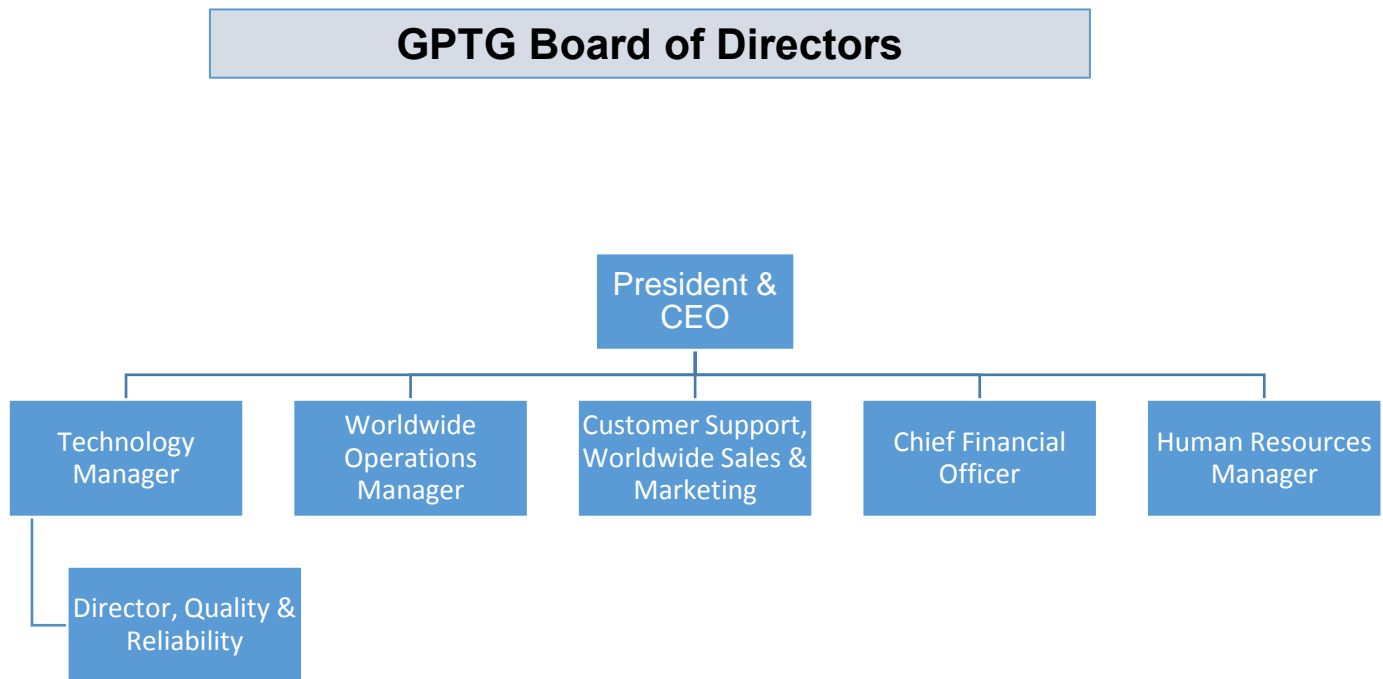 GPTG Board of Directors
President &
CEO
Technology
Manager
Worldwide
Operations
Manager
Customer Support,
Worldwide Sales &
Marketing
Chief Financial
Officer
Human Resources
Manager
Director, Quality &
Reliability